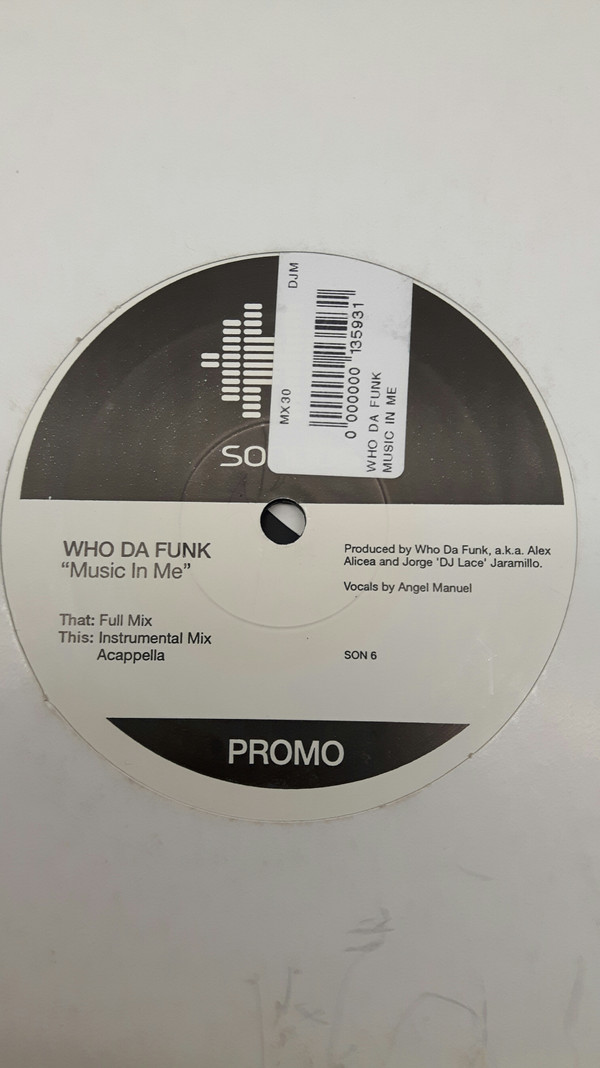 DJM
MX30
0 000000 135931
WHO DA FUNK
MUSIC IN ME
SO
WHO DA FUNK
“Music In Me”
That: Full Mix
This: Instrumental Mix
Acappella
Produced by Who Da Funk, a.k.a. Alex
Alicea and Jorge 'DJ Lace' Jaramillo.
Vocals by Angel Manuel
SON 6
PROMO